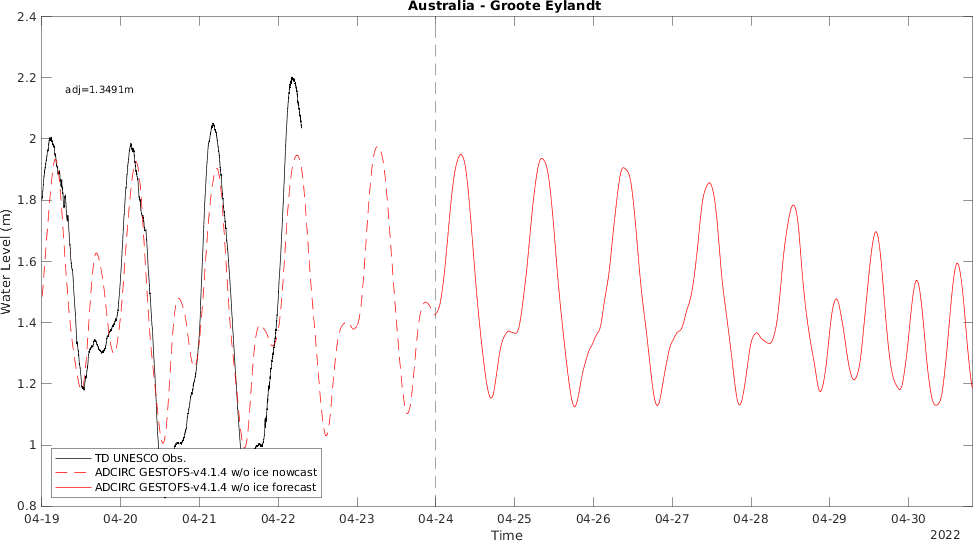 Australia - Groote Eylandt
2.4
2.2
2
1.8
1.6
1.4
1.2
1
0.8
Water Level (m)
adj=1.3491m
TD UNESCO Obs.
ADCIRC GESTOFS-v4.1.4 w/o ice nowcast
ADCIRC GESTOFS-v4.1.4 w/o ice forecast
04-19 04-20 04-21 04-22 04-23 04-24 04-25 04-26 04-27 04-28 04-29 04-30
Time
2022